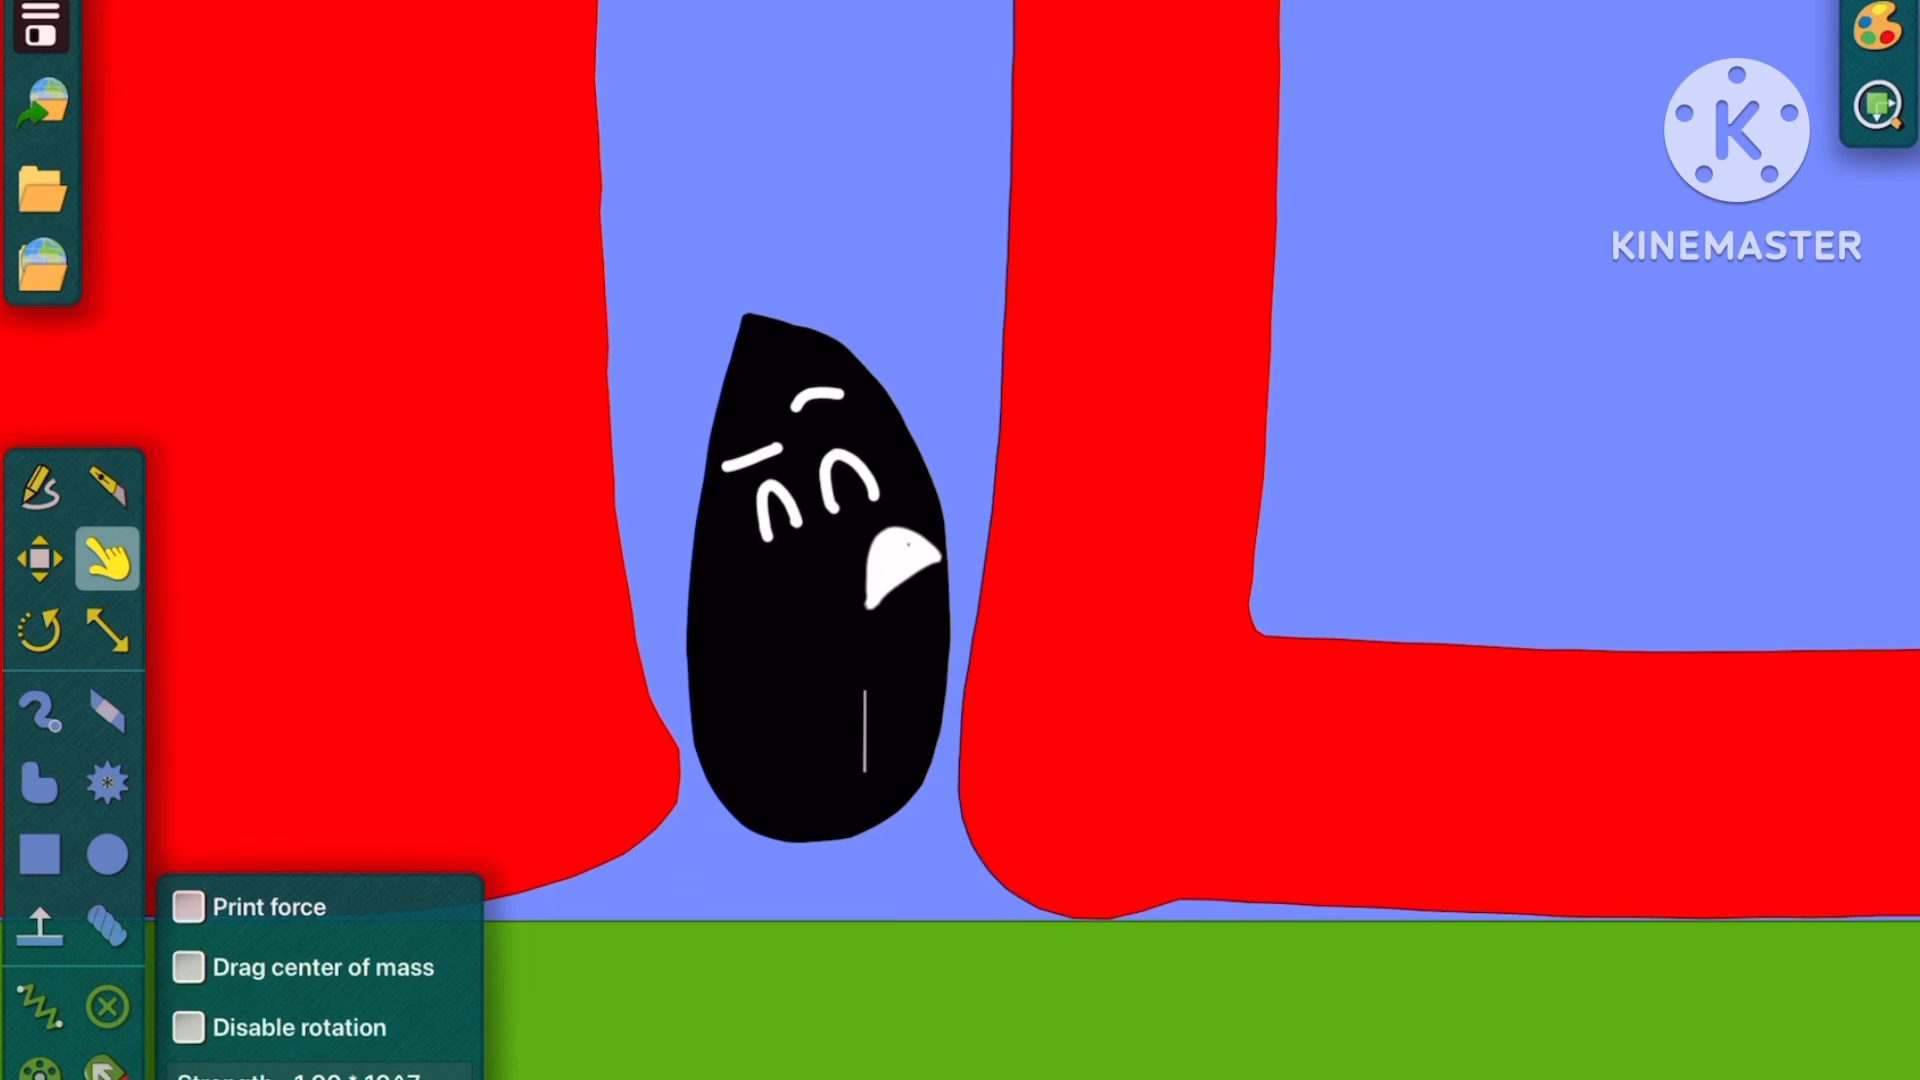 K
KINEMASTER
Print force
Drag center of mass
Disable rotation